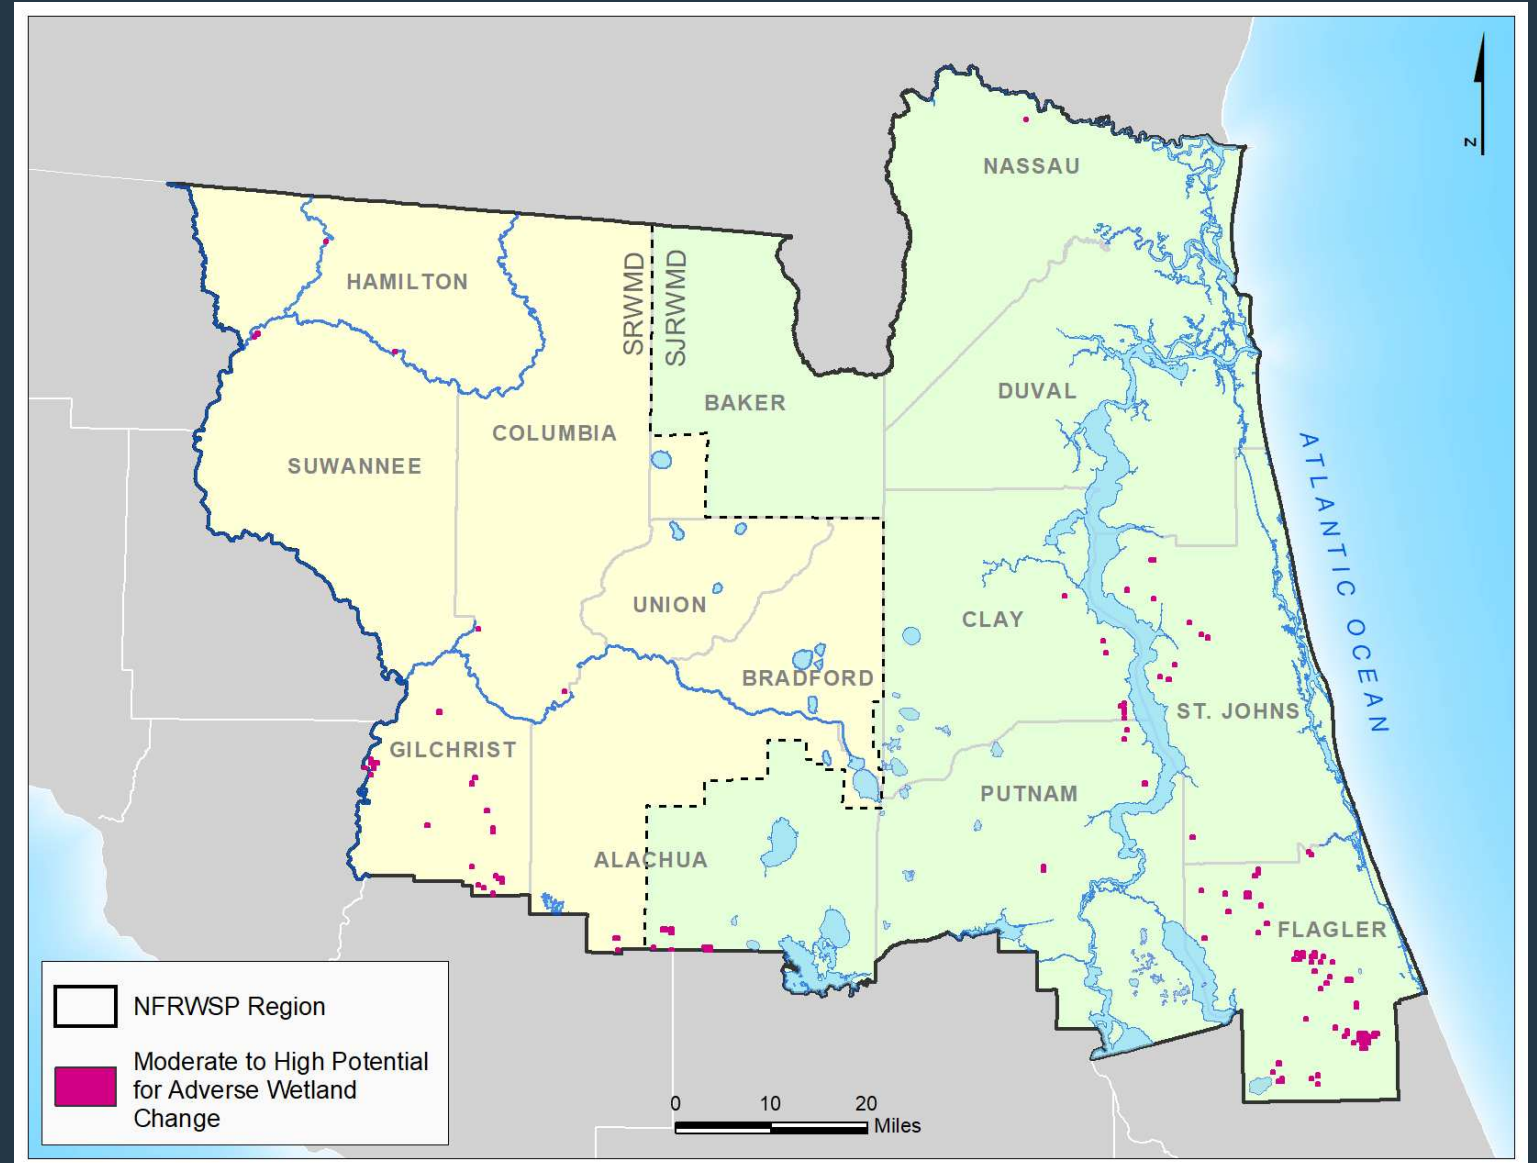 N
NASSAU
HAMILTON
SRWMD
SJRWMD
DUVAL
BAKER
COLUMBIA
SUWANNEE
ATLANTIC OCEAN
UNION
CLAY
BRADFORD
ST. JOHNS
GILCHRIST
PUTNAM
ALACHUA
FLAGLER
NFRWSP Region
Moderate to High Potential
for Adverse Wetland
Change
0 10 20
Miles